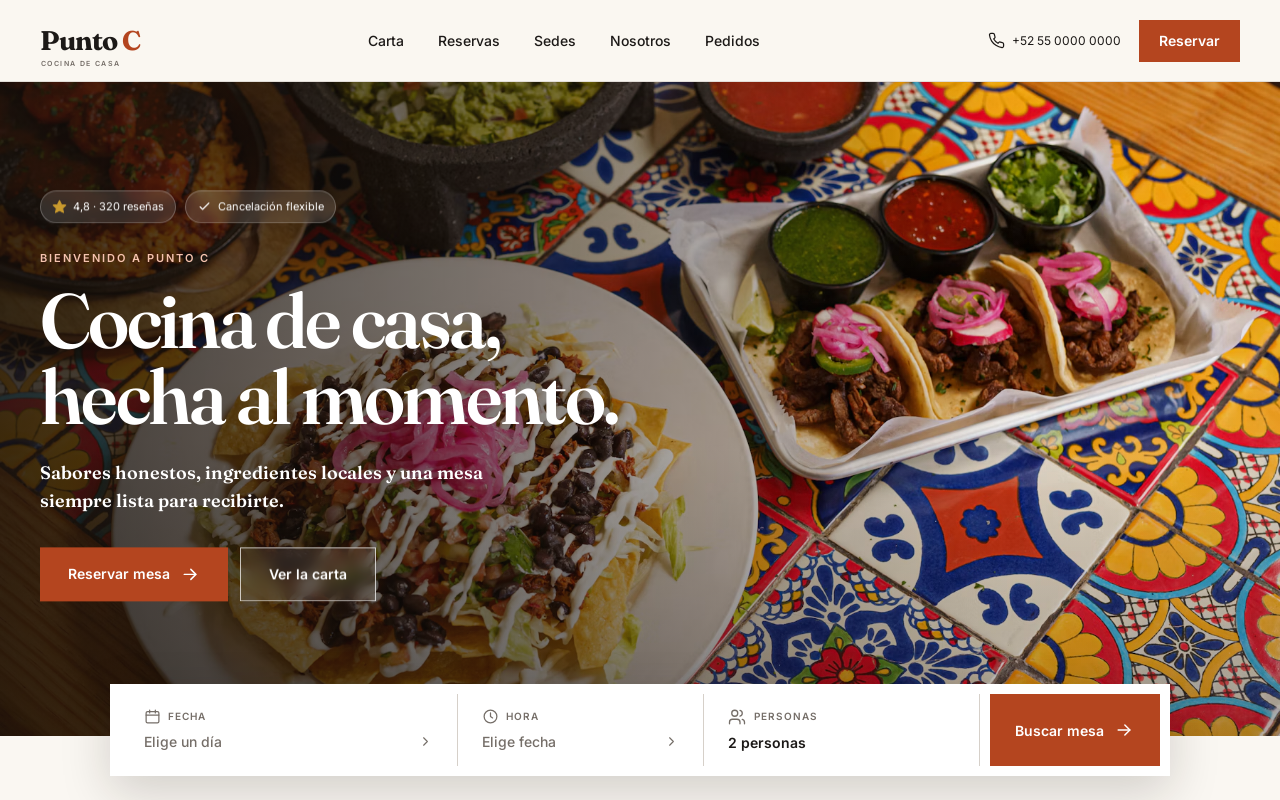 Punto C
COCINA DE CASA
Carta
Reservas
Sedes
Nosotros
Pedidos
+52 55 0000 0000
Reservar
4,8 · 320 reseñas
Cancelación flexible
BIENVENIDO A PUNTO C
Cocina de casa,
hecha al momento.
Sabores honestos, ingredientes locales y una mesa
siempre lista para recibirte.
Reservar mesa
Ver la carta
FECHA
Elige un día
HORA
Elige fecha
PERSONAS
2 personas
Buscar mesa